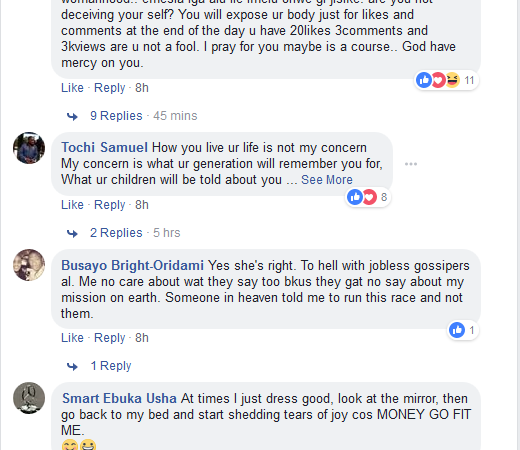 deceiving your self? You will expose ur body just for likes and
comments at the end of the day u have 20likes 3comments and
3kviews are u not a fool. I pray for you maybe is a course.. God have
mercy on you.
11
Like · Reply · 8h
9 Replies · 45 mins
Tochi Samuel How you live ur life is not my concern
My concern is what ur generation will remember you for,
What ur children will be told about you ... See More
8
Like · Reply · 8h
2 Replies · 5 hrs
Busayo Bright-Oridami Yes she's right. To hell with jobless gossipers
al. Me no care about wat they say too bkus they gat no say about my
mission on earth. Someone in heaven told me to run this race and not
them.
1
Like · Reply · 8h
1 Reply
Smart Ebuka Usha At times I just dress good, look at the mirror, then
go back to my bed and start shedding tears of joy cos MONEY GO FIT
ME.